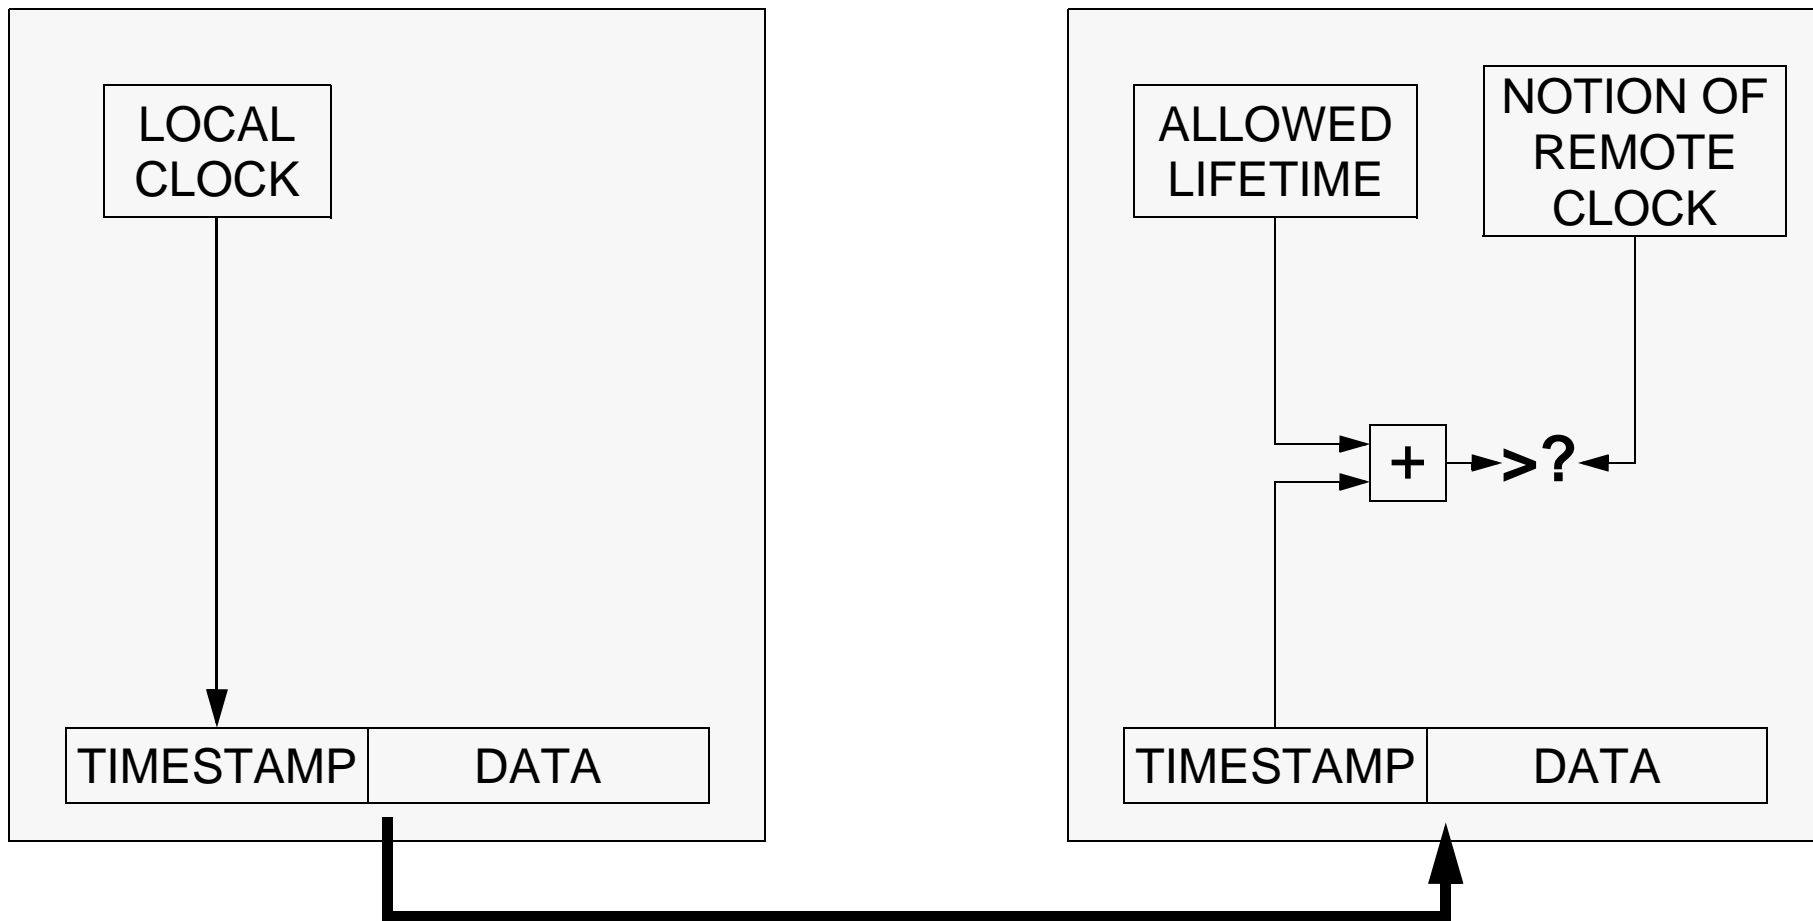 LOCAL
CLOCK
TIMESTAMP
DATA
ALLOWED
LIFETIME
NOTION OF
REMOTE
CLOCK
+
>?
TIMESTAMP
DATA